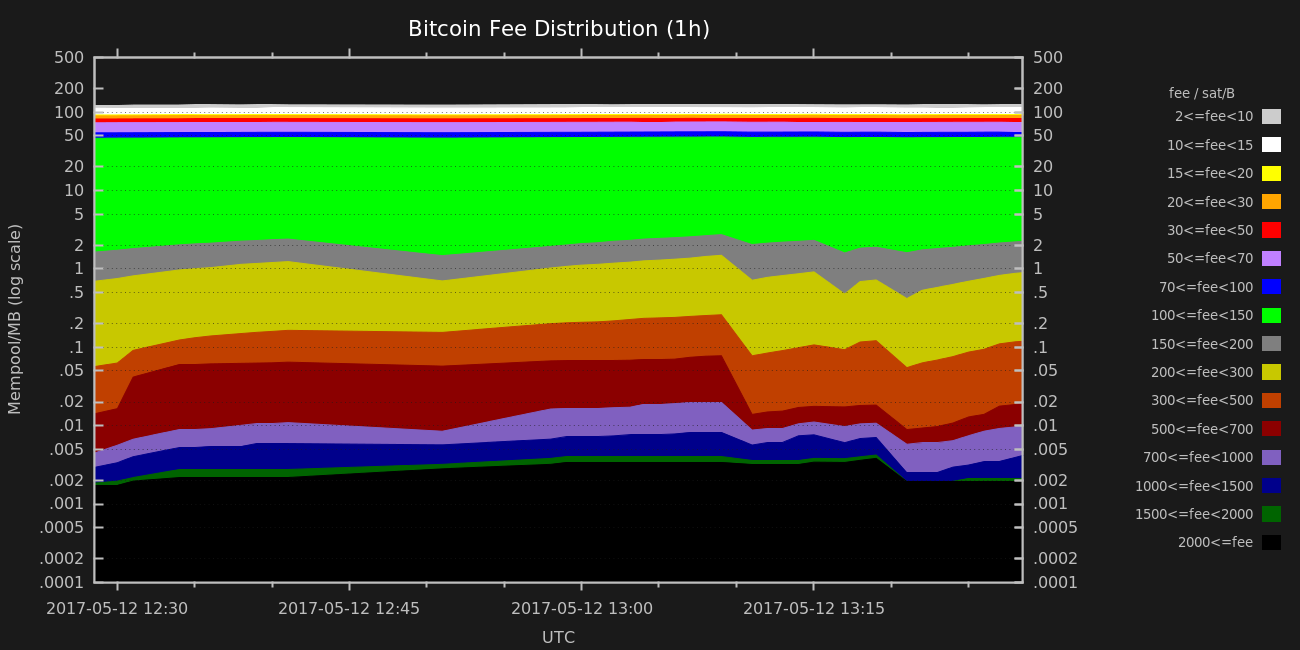 Bitcoin Fee Distribution (1h)
Mempool/MB (log scale)
500
200
100
50
20
10
5
2
1
.5
.2
.1
.05
.02
.01
.005
.002
.001
.0005
.0002
.0001
500
200
100
50
20
10
5
2
1
.5
.2
.1
.05
.02
.01
.005
.002
.001
.0005
.0002
.0001
2017-05-12 12:30
2017-05-12 12:45
2017-05-12 13:00
2017-05-12 13:15
UTC
fee / sat/B
2<=fee<10
10<=fee<15
15<=fee<20
20<=fee<30
30<=fee<50
50<=fee<70
70<=fee<100
100<=fee<150
150<=fee<200
200<=fee<300
300<=fee<500
500<=fee<700
700<=fee<1000
1000<=fee<1500
1500<=fee<2000
2000<=fee